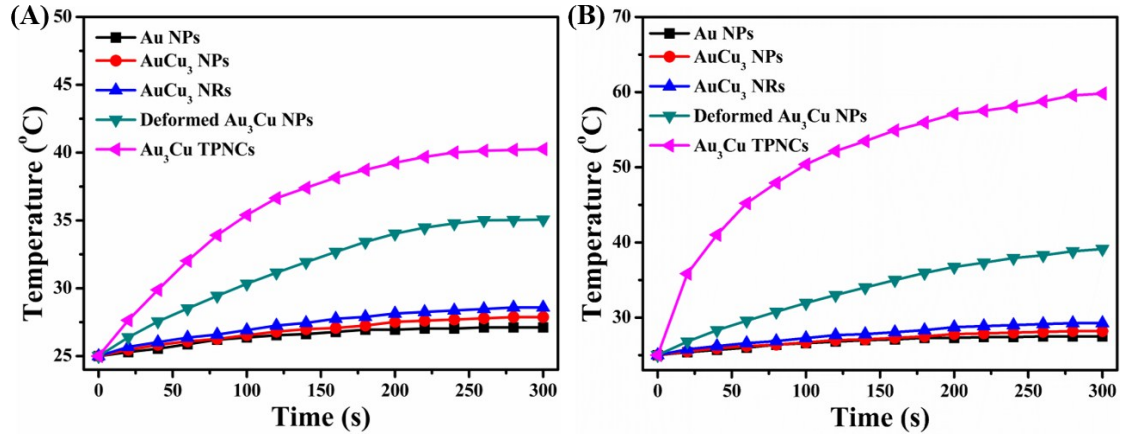 (A)
50
45
40
35
30
25
Temperature (°C)
Au NPs
AuCu₃ NPs
AuCu₃ NRs
Deformed Au₃Cu NPs
Au₃Cu TPNCs
0 50 100 150 200 250 300
Time (s)
(B)
70
60
50
40
30
Temperature (°C)
Au NPs
AuCu₃ NPs
AuCu₃ NRs
Deformed Au₃Cu NPs
Au₃Cu TPNCs
0 50 100 150 200 250 300
Time (s)